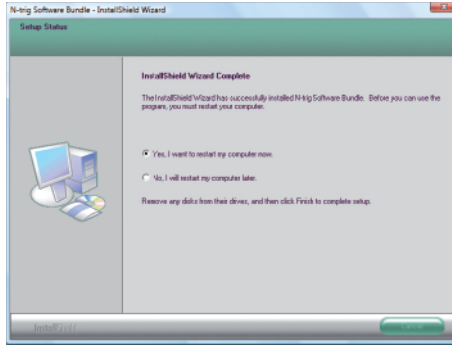 N-trig Software Bundle - InstallShield Wizard
Setup Status
InstallShield Wizard Complete
The InstallShield Wizard has successfully installed N-trig Software Bundle. Before you can use the
program, you must restart your computer.
Yes, I want to restart my computer now.
No, I will restart my computer later.
Remove any disks from their drives, and then click Finish to complete setup.
InstallShield